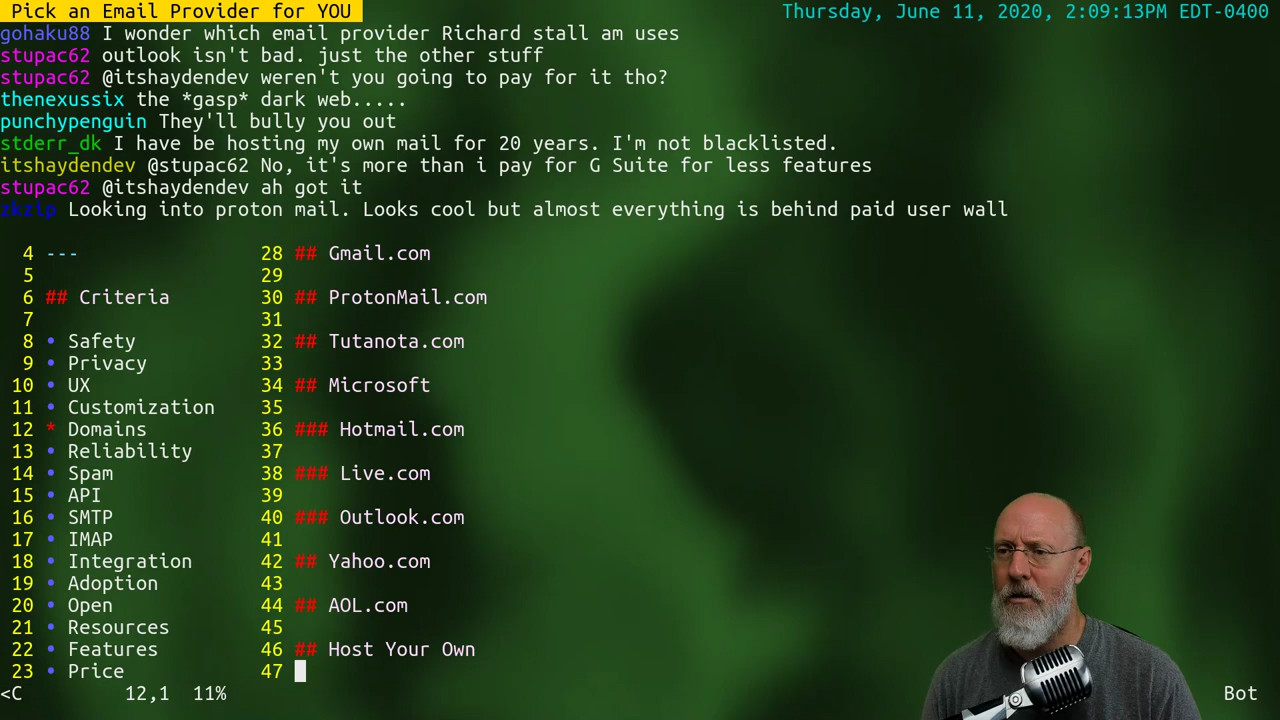 Pick an Email Provider for YOU
Thursday, June 11, 2020, 2:09:13PM EDT-0400
gohaku88 I wonder which email provider Richard stall am uses
stupac62 outlook isn't bad. just the other stuff
stupac62 @itshaydendev weren't you going to pay for it tho?
thenexussix the *gasp* dark web.....
punchypenguin They'll bully you out
stderr_dk I have be hosting my own mail for 20 years. I'm not blacklisted.
itshaydendev @stupac62 No, it's more than i pay for G Suite for less features
stupac62 @itshaydendev ah got it
zkzip Looking into proton mail. Looks cool but almost everything is behind paid user wall
4 ---
5
6 ## Criteria
7
8 • Safety
9 • Privacy
10 • UX
11 • Customization
12 * Domains
13 • Reliability
14 • Spam
15 • API
16 • SMTP
17 • IMAP
18 • Integration
19 • Adoption
20 • Open
21 • Resources
22 • Features
23 • Price
28 ## Gmail.com
29
30 ## ProtonMail.com
31
32 ## Tutanota.com
33
34 ## Microsoft
35
36 ### Hotmail.com
37
38 ### Live.com
39
40 ### Outlook.com
41
42 ## Yahoo.com
43
44 ## AOL.com
45
46 ## Host Your Own
47
<C 12,1 11%
Bot